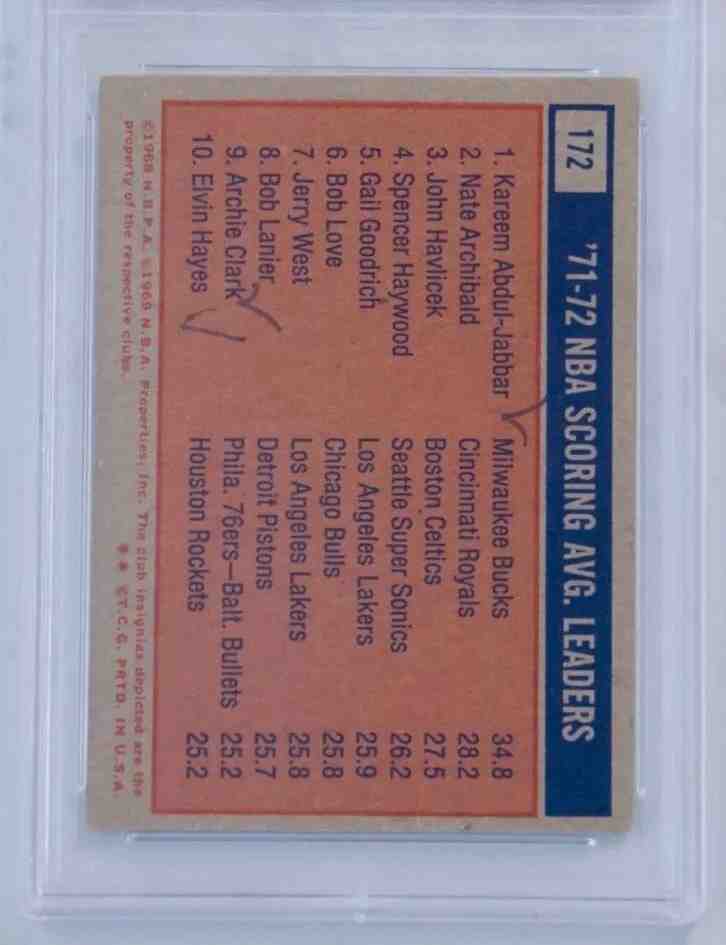 172
'71-72 NBA SCORING AVG. LEADERS
1. Kareem Abdul-Jabbar Milwaukee Bucks 34.8
2. Nate Archibald Cincinnati Royals 28.2
3. John Havlicek Boston Celtics 27.5
4. Spencer Haywood Seattle Super Sonics 26.2
5. Gail Goodrich Los Angeles Lakers 25.9
6. Bob Love Chicago Bulls 25.8
7. Jerry West Los Angeles Lakers 25.8
8. Bob Lanier Detroit Pistons 25.7
9. Archie Clark Phila. 76ers—Balt. Bullets 25.2
10. Elvin Hayes Houston Rockets 25.2
©1968 N.B.P.A. ©1969 N.B.A. Properties, Inc. The club insignias depicted are the
property of the respective clubs. ✱ ✱ ©T.C.G. PRTD. IN U.S.A.